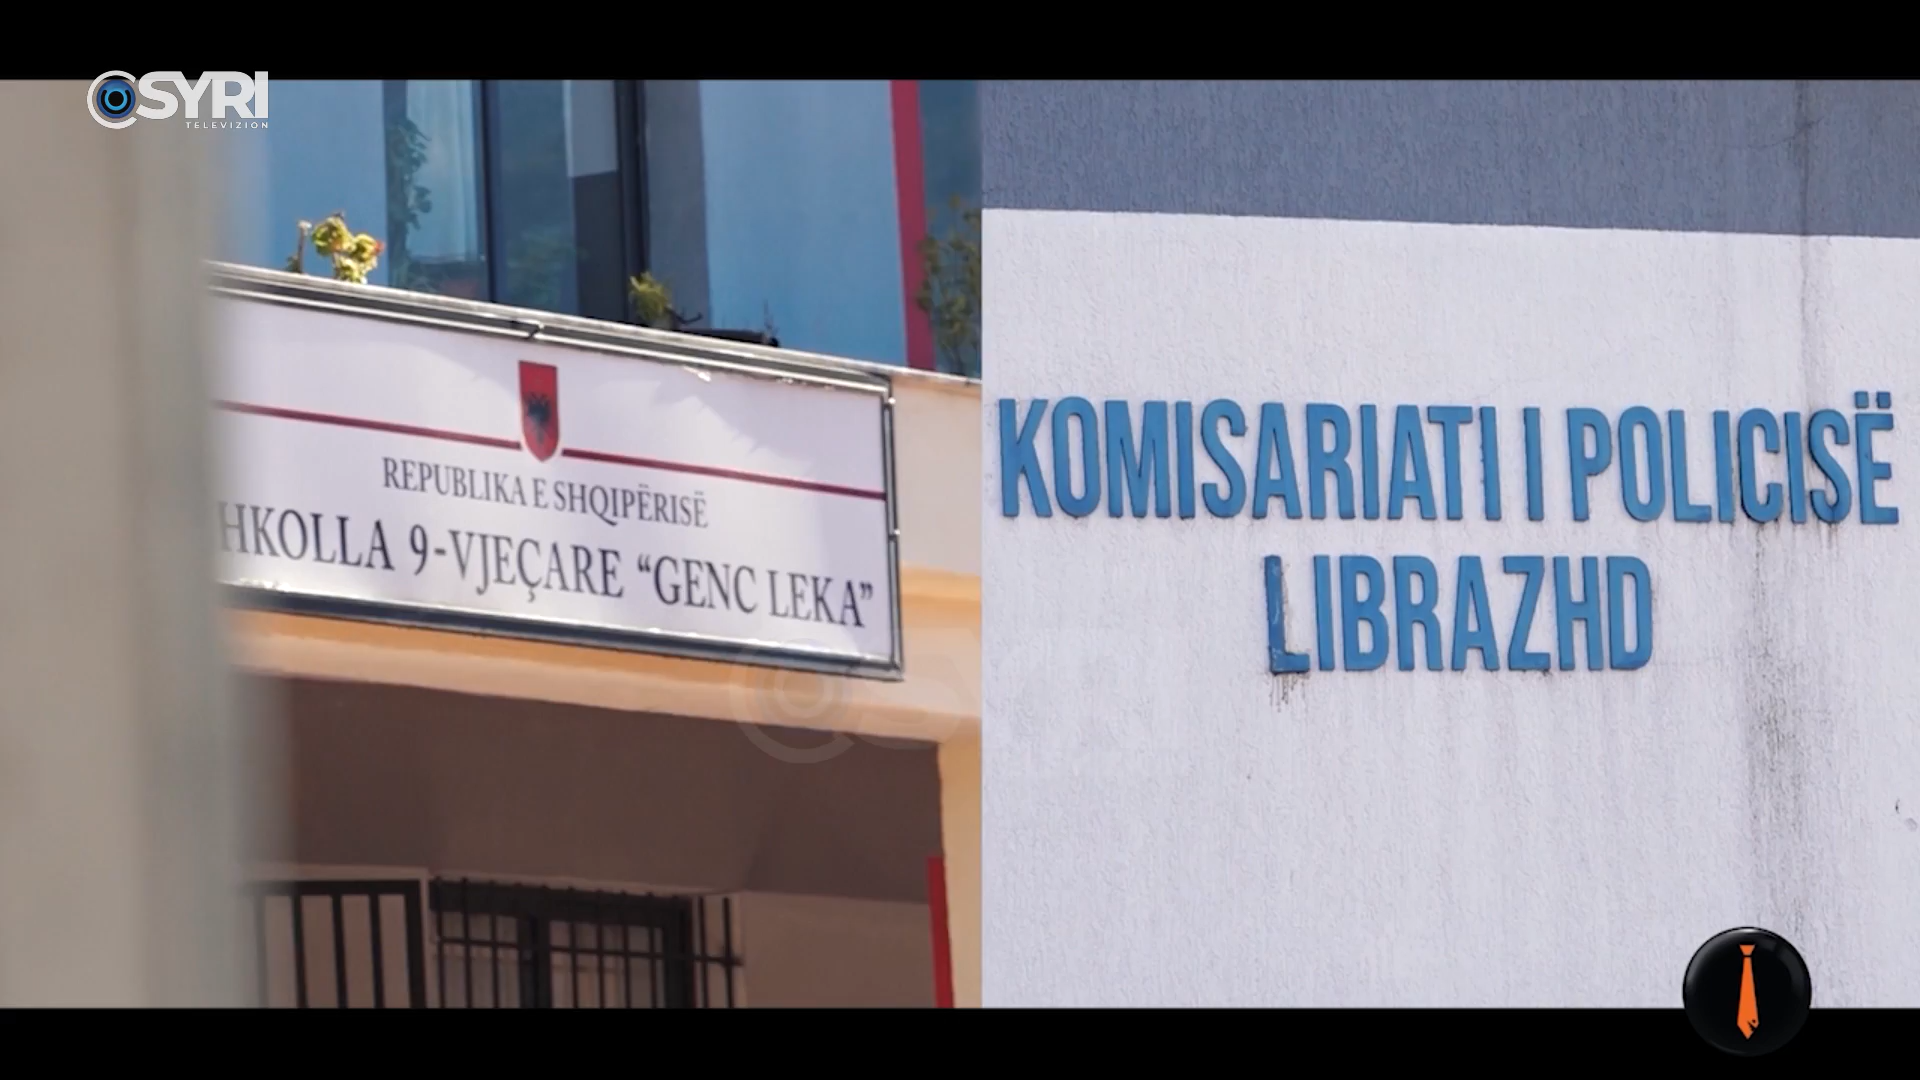 SYRI
TELEVIZION
REPUBLIKA E SHQIPËRISË
HKOLLA 9-VJEÇARE “GENC LEKA”
KOMISARIATI I POLICISË
LIBRAZHD